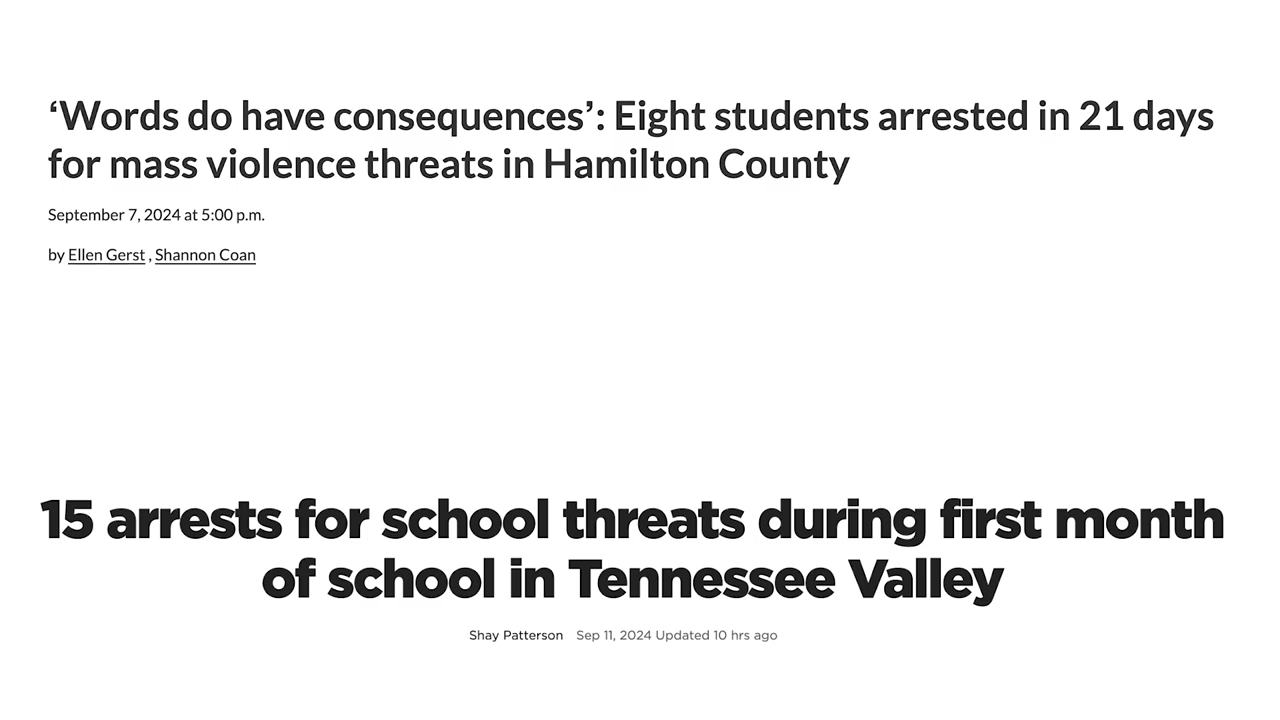 ‘Words do have consequences’: Eight students arrested in 21 days
for mass violence threats in Hamilton County
September 7, 2024 at 5:00 p.m.
by Ellen Gerst , Shannon Coan
15 arrests for school threats during first month
of school in Tennessee Valley
Shay Patterson Sep 11, 2024 Updated 10 hrs ago